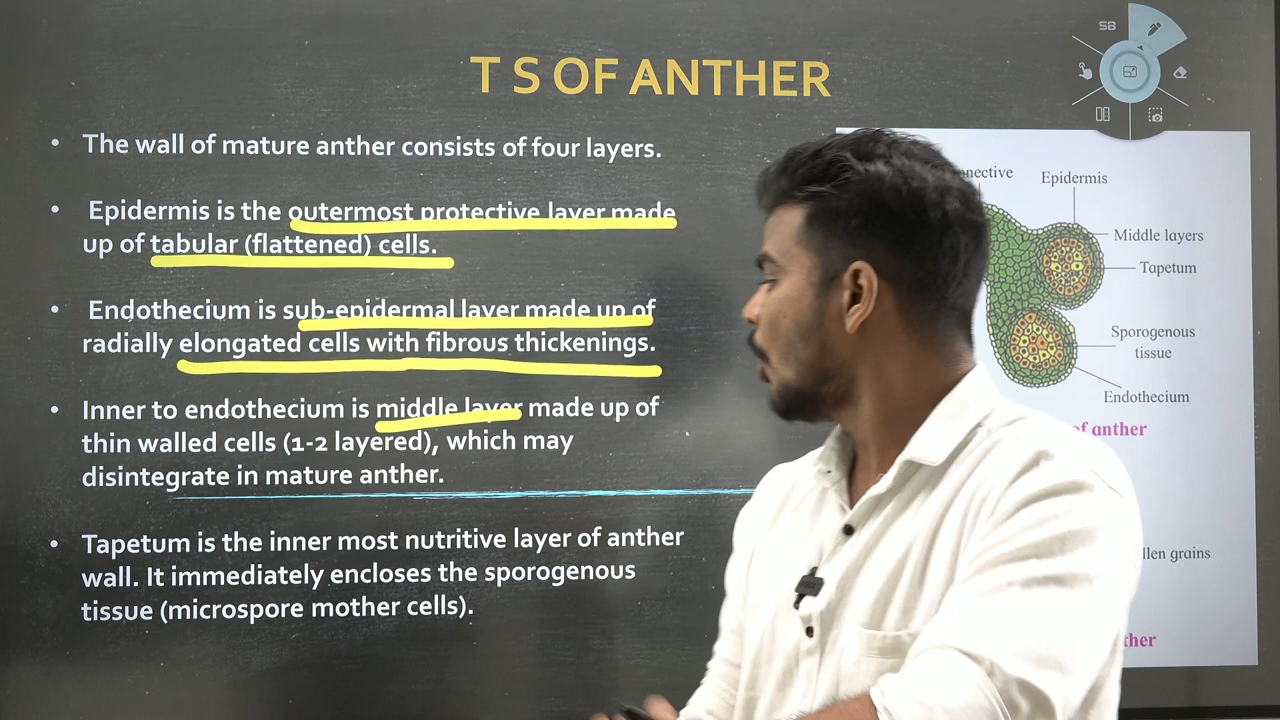 SB
T S OF ANTHER
• The wall of mature anther consists of four layers.
• Epidermis is the outermost protective layer made
up of tabular (flattened) cells.
• Endothecium is sub-epidermal layer made up of
radially elongated cells with fibrous thickenings.
• Inner to endothecium is middle layer made up of
thin walled cells (1-2 layered), which may
disintegrate in mature anther.
• Tapetum is the inner most nutritive layer of anther
wall. It immediately encloses the sporogenous
tissue (microspore mother cells).
Epidermis
Middle layers
Tapetum
Sporogenous
tissue
Endothecium
of anther
grains